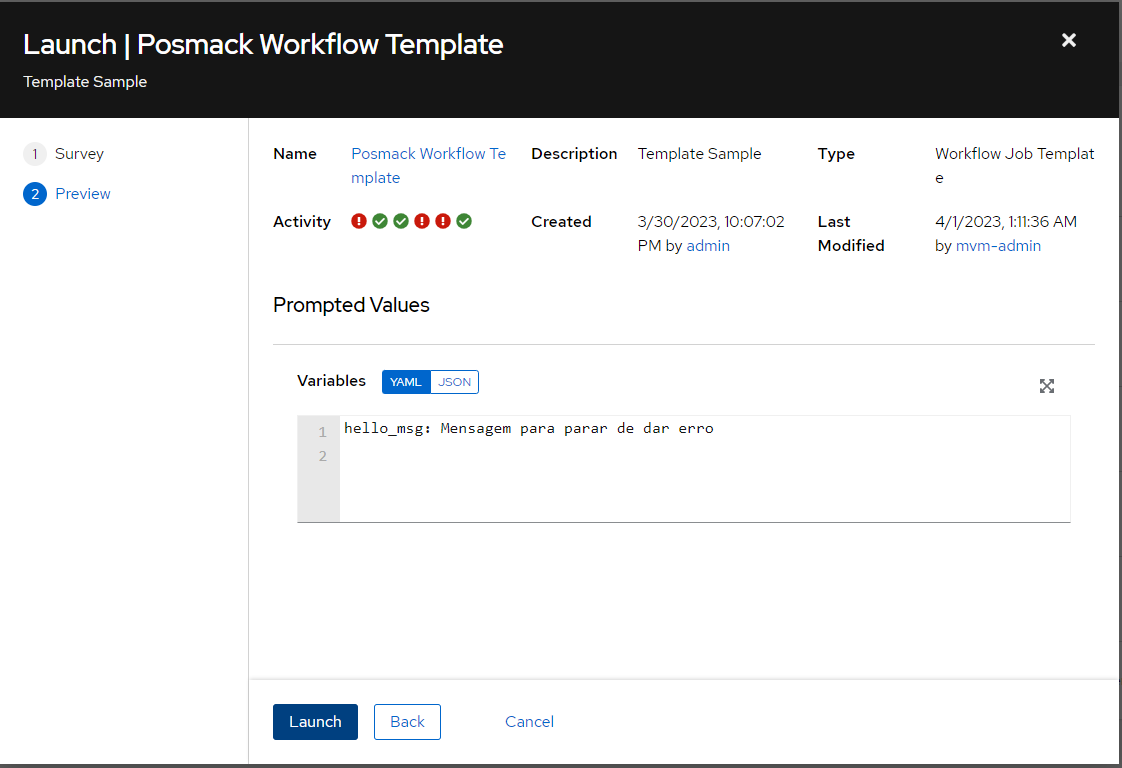 Launch | Posmack Workflow Template
Template Sample
1 Survey
2 Preview
Name Posmack Workflow Te
mplate
Description Template Sample
Type Workflow Job Templat
e
Activity
Created 3/30/2023, 10:07:02
PM by admin
Last
Modified
4/1/2023, 1:11:36 AM
by mvm-admin
Prompted Values
Variables YAML JSON
1 hello_msg: Mensagem para parar de dar erro
2
Launch Back Cancel